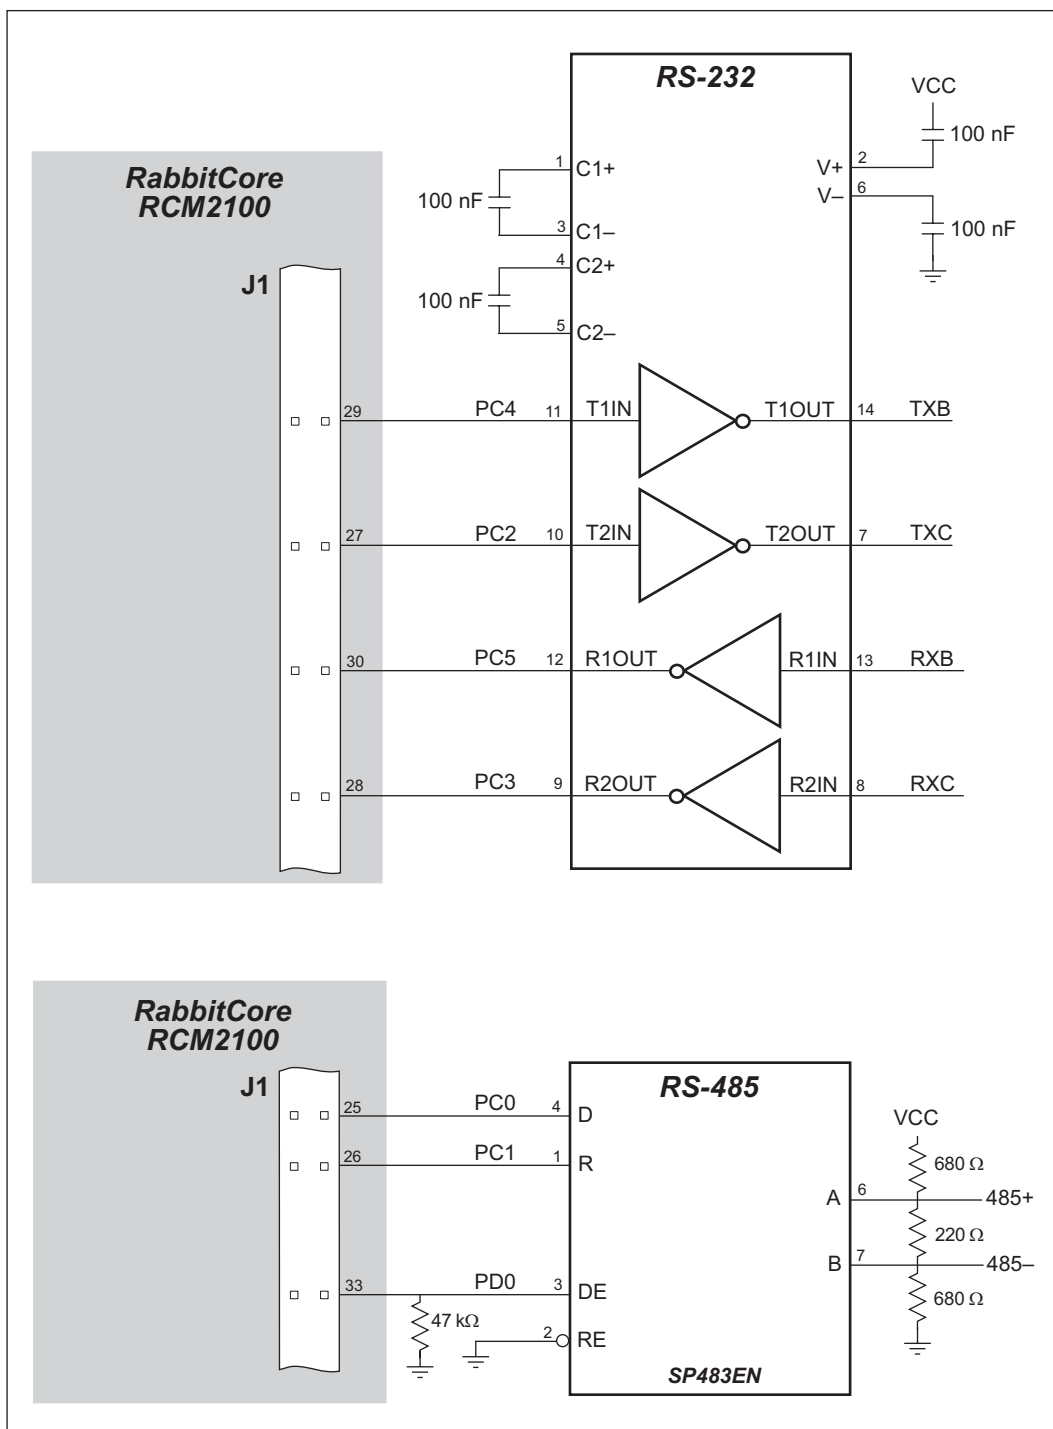 RS-232
VCC
100 nF
1 C1+
V+ 2
V– 6
100 nF
3 C1–
100 nF
4 C2+
100 nF
5 C2–
RabbitCore
RCM2100
J1
29 PC4 11 T1IN T1OUT 14 TXB
27 PC2 10 T2IN T2OUT 7 TXC
30 PC5 12 R1OUT R1IN 13 RXB
28 PC3 9 R2OUT R2IN 8 RXC
RabbitCore
RCM2100
J1
RS-485
25 PC0 4 D
VCC
26 PC1 1 R
680 Ω
A 6 485+
220 Ω
B 7 485–
33 PD0 3 DE
680 Ω
47 kΩ
2 RE
SP483EN